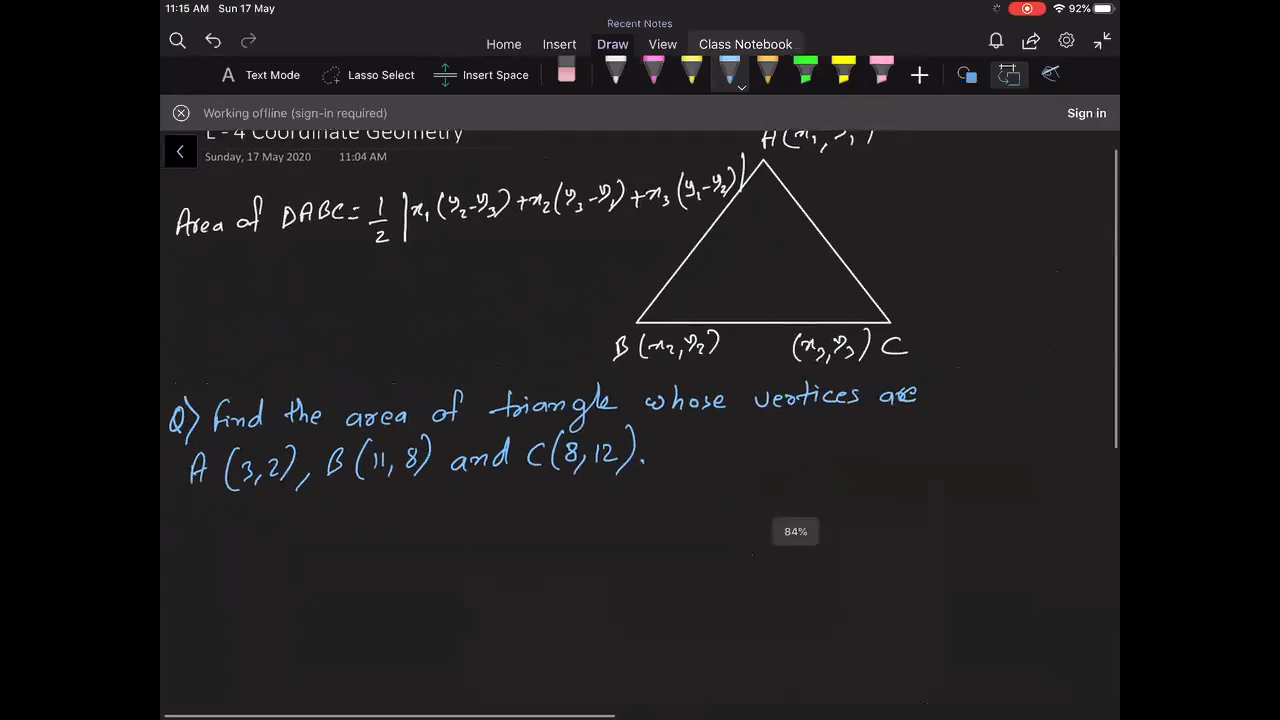 11:15 AM Sun 17 May
92%
Recent Notes
Home Insert Draw View Class Notebook
Text Mode Lasso Select Insert Space
Working offline (sign-in required) Sign in
L - 4 Coordinate Geometry
Sunday, 17 May 2020 11:04 AM
A(x₁, y₁)
Area of ΔABC = 1/2 |x₁(y₂-y₃) + x₂(y₃-y₁) + x₃(y₁-y₂)|
B(x₂, y₂) (x₃, y₃) C
Q) Find the area of triangle whose vertices are
A (3,2), B(11, 8) and C(8, 12).
84%